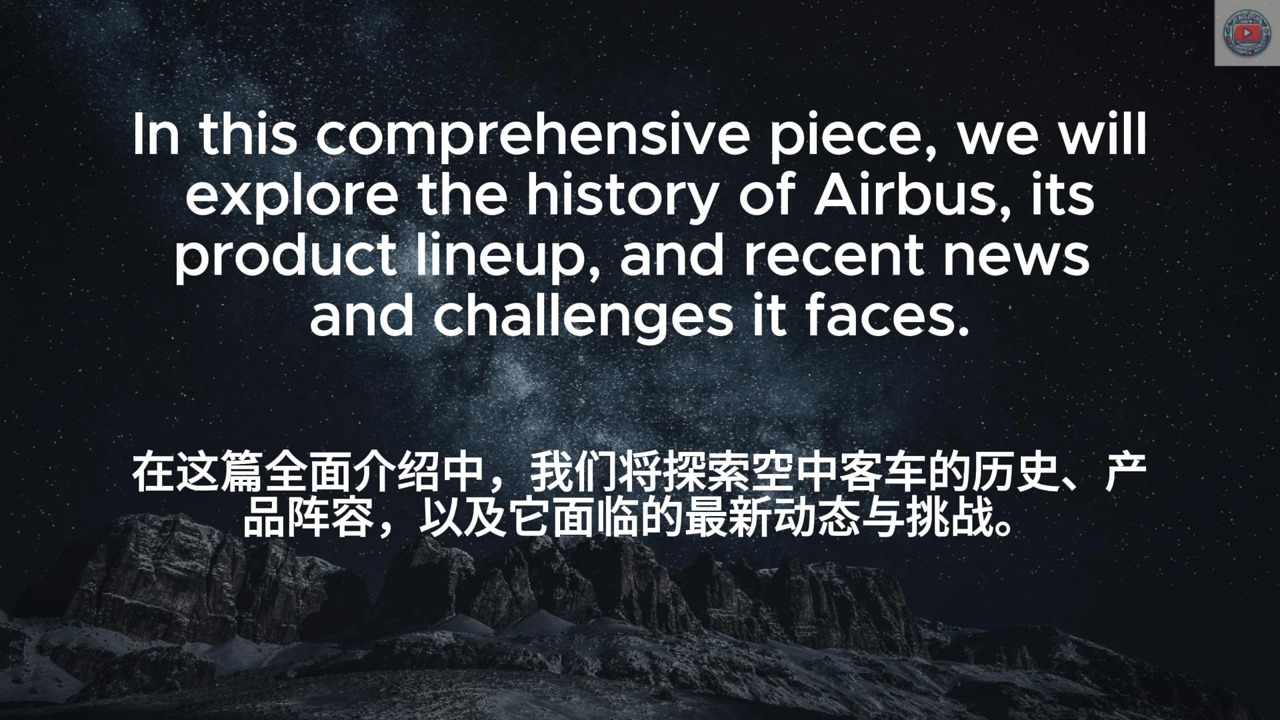 In this comprehensive piece, we will
explore the history of Airbus, its
product lineup, and recent news
and challenges it faces.
在这篇全面介绍中，我们将探索空中客车的历史、产
品阵容，以及它面临的最新动态与挑战。